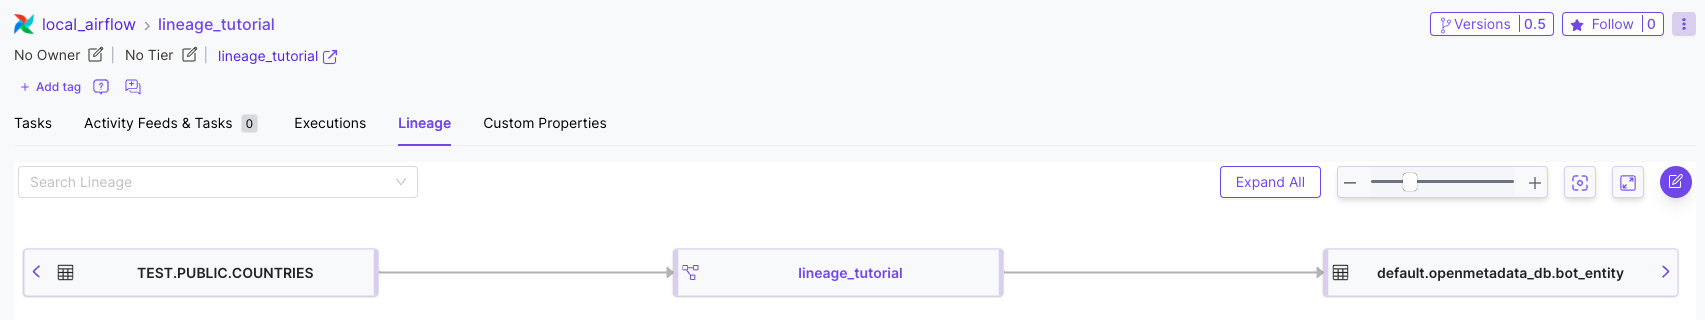 local_airflow > lineage_tutorial
Versions | 0.5
Follow | 0
No Owner | No Tier | lineage_tutorial
+ Add tag
Tasks
Activity Feeds & Tasks 0
Executions
Lineage
Custom Properties
Search Lineage
Expand All
TEST.PUBLIC.COUNTRIES
lineage_tutorial
default.openmetadata_db.bot_entity